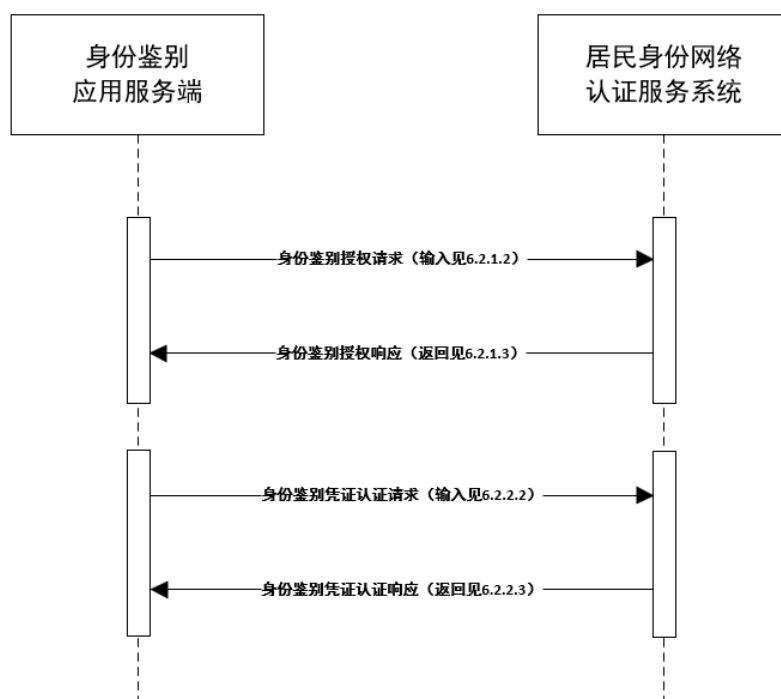 身份鉴别
应用服务端
居民身份网络
认证服务系统
身份鉴别授权请求（输入见6.2.1.2）
身份鉴别授权响应（返回见6.2.1.3）
身份鉴别凭证认证请求（输入见6.2.2.2）
身份鉴别凭证认证响应（返回见6.2.2.3）